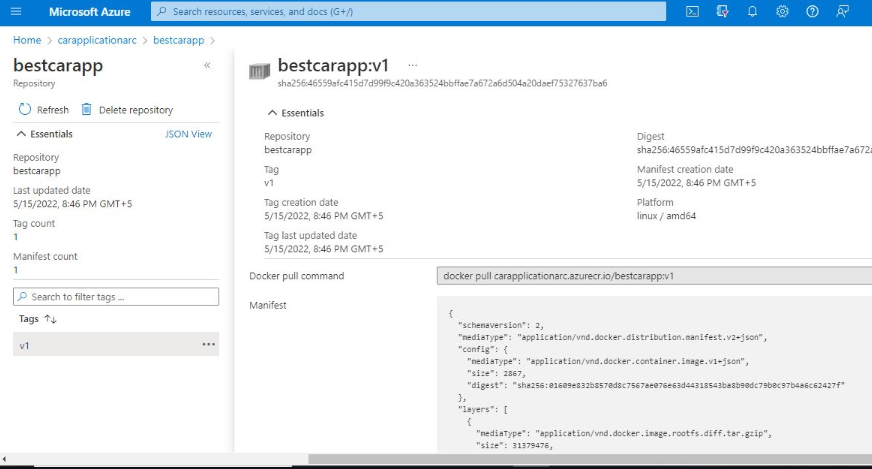 Microsoft Azure
Search resources, services, and docs (G+/)
Home > carapplicationarc > bestcarapp >
bestcarapp
Repository
Refresh
Delete repository
Essentials
JSON View
Repository
bestcarapp
Last updated date
5/15/2022, 8:46 PM GMT+5
Tag count
1
Manifest count
1
Search to filter tags ...
Tags ↑↓
v1
bestcarapp:v1 ...
sha256:46559afc415d7d99f9c420a363524bbffae7a672a6d504a20daef75327637ba6
Essentials
Repository
bestcarapp
Tag
v1
Tag creation date
5/15/2022, 8:46 PM GMT+5
Tag last updated date
5/15/2022, 8:46 PM GMT+5
Digest
sha256:46559afc415d7d99f9c420a363524bbffae7a672a
Manifest creation date
5/15/2022, 8:46 PM GMT+5
Platform
linux / amd64
Docker pull command
docker pull carapplicationarc.azurecr.io/bestcarapp:v1
Manifest
{
"schemaVersion": 2,
"mediaType": "application/vnd.docker.distribution.manifest.v2+json",
"config": {
"mediaType": "application/vnd.docker.container.image.v1+json",
"size": 2867,
"digest": "sha256:01609e832b8570d8c7567ae076e63d44318543ba8b90dc79b0c97b4a6c62427f"
},
"layers": [
{
"mediaType": "application/vnd.docker.image.rootfs.diff.tar.gzip",
"size": 31379476,